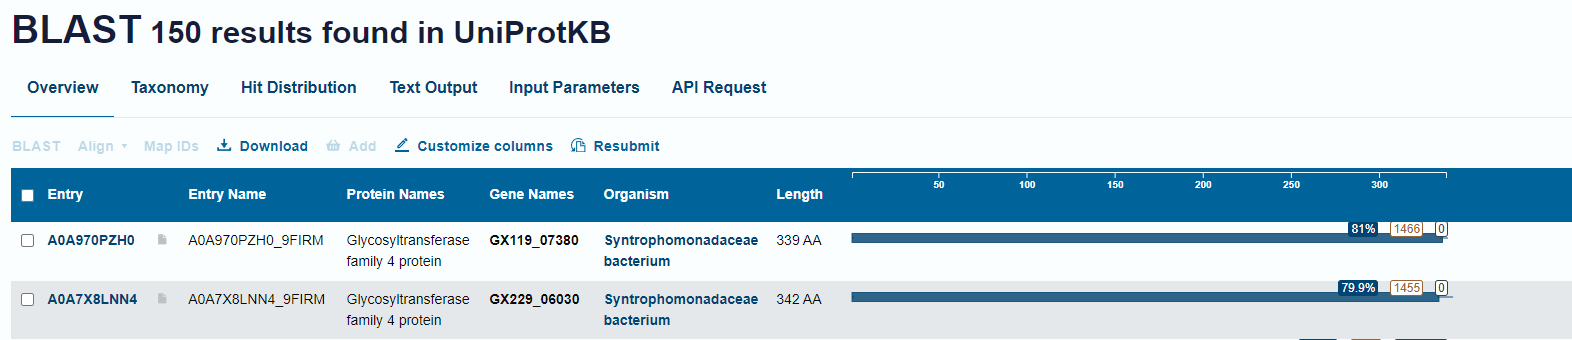 BLAST 150 results found in UniProtKB
Overview Taxonomy Hit Distribution Text Output Input Parameters API Request
BLAST Align Map IDs Download Add Customize columns Resubmit
Entry Entry Name Protein Names Gene Names Organism Length 50 100 150 200 250 300
A0A970PZH0 A0A970PZH0_9FIRM Glycosyltransferase GX119_07380 Syntrophomonadaceae 339 AA 81% 1466 0
family 4 protein bacterium
A0A7X8LNN4 A0A7X8LNN4_9FIRM Glycosyltransferase GX229_06030 Syntrophomonadaceae 342 AA 79.9% 1455 0
family 4 protein bacterium